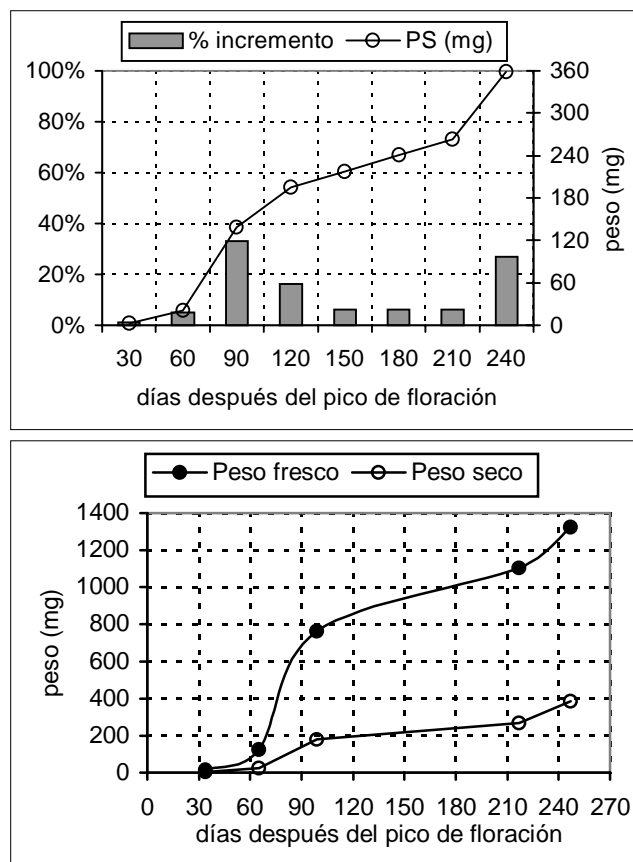 % incremento PS (mg)
100% 360
80% 300
60% 240
40% 180
20% 120
0% 60
0
peso (mg)
30 60 90 120 150 180 210 240
días después del pico de floración
Peso fresco Peso seco
1400
1200
1000
800
600
400
200
0
peso (mg)
0 30 60 90 120 150 180 210 240 270
días después del pico de floración